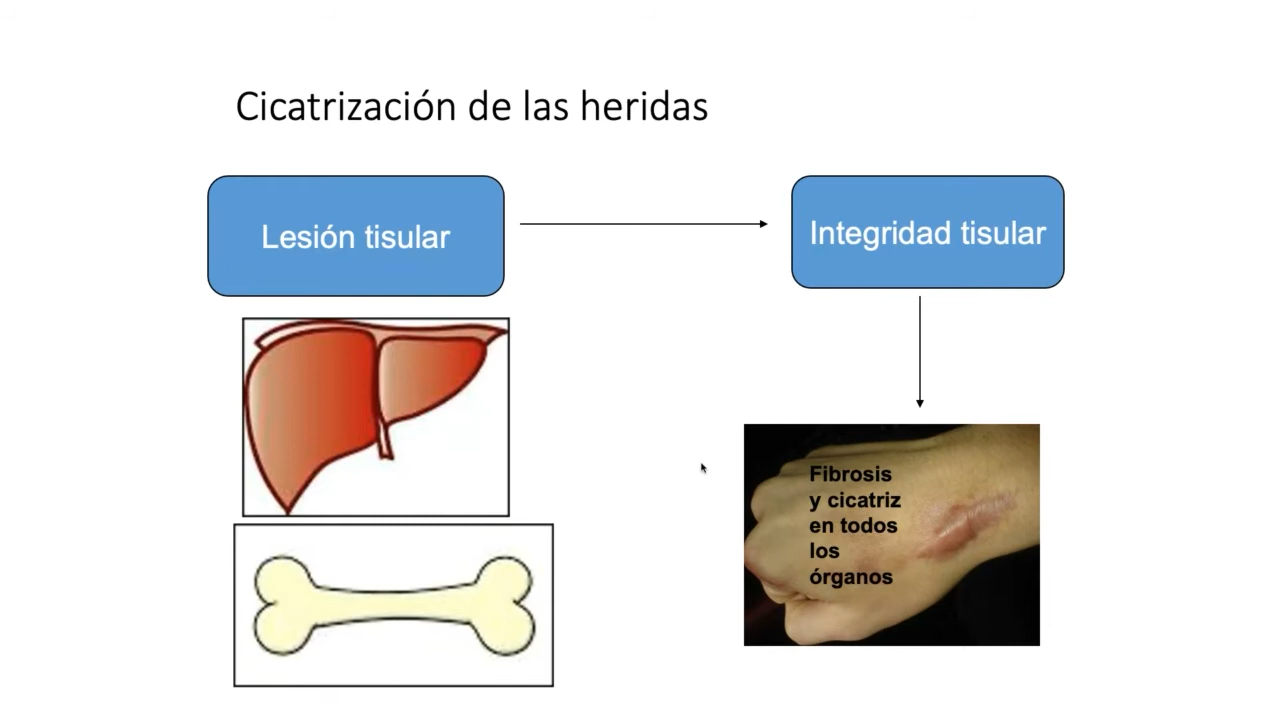 Cicatrización de las heridas
Lesión tisular
Integridad tisular
Fibrosis
y cicatriz
en todos
los
órganos